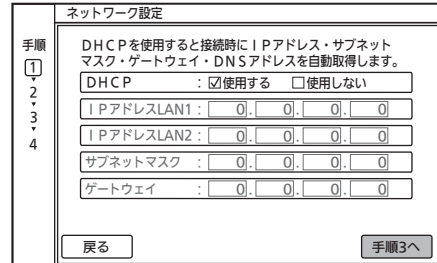 ネットワーク設定
手順
1
2
3
4
DHCPを使用すると接続時にIPアドレス・サブネット
マスク・ゲートウェイ・DNSアドレスを自動取得します。
DHCP : ☑使用する □使用しない
IPアドレスLAN1 : 0. 0. 0. 0
IPアドレスLAN2 : 0. 0. 0. 0
サブネットマスク : 0. 0. 0. 0
ゲートウェイ : 0. 0. 0. 0
戻る 手順3へ